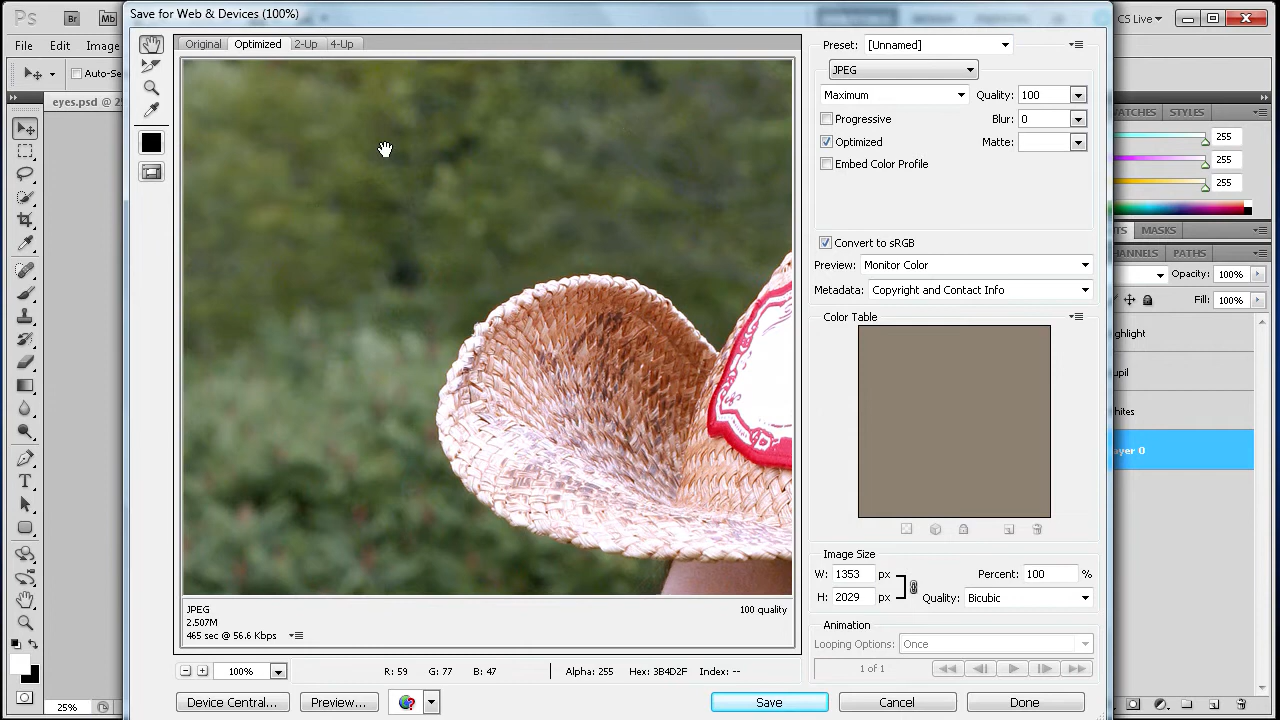 Save for Web & Devices (100%)
Ps Br Mb CS Live
File Edit Image
Auto-Se
eyes.psd @ 25
Original Optimized 2-Up 4-Up
Preset: [Unnamed]
JPEG
Maximum Quality: 100
Progressive Blur: 0
Optimized Matte:
Embed Color Profile
Convert to sRGB
Preview: Monitor Color
Metadata: Copyright and Contact Info
Color Table
Image Size
W: 1353 px Percent: 100 %
H: 2029 px Quality: Bicubic
Animation
Looping Options: Once
1 of 1
JPEG 100 quality
2.507M
465 sec @ 56.6 Kbps
100% R: 59 G: 77 B: 47 Alpha: 255 Hex: 3B4D2F Index: --
Device Central... Preview... Save Cancel Done
25%
WATCHES STYLES
255
255
255
TS MASKS
HANNELS PATHS
Opacity: 100%
Fill: 100%
ghlight
upil
hites
ayer 0